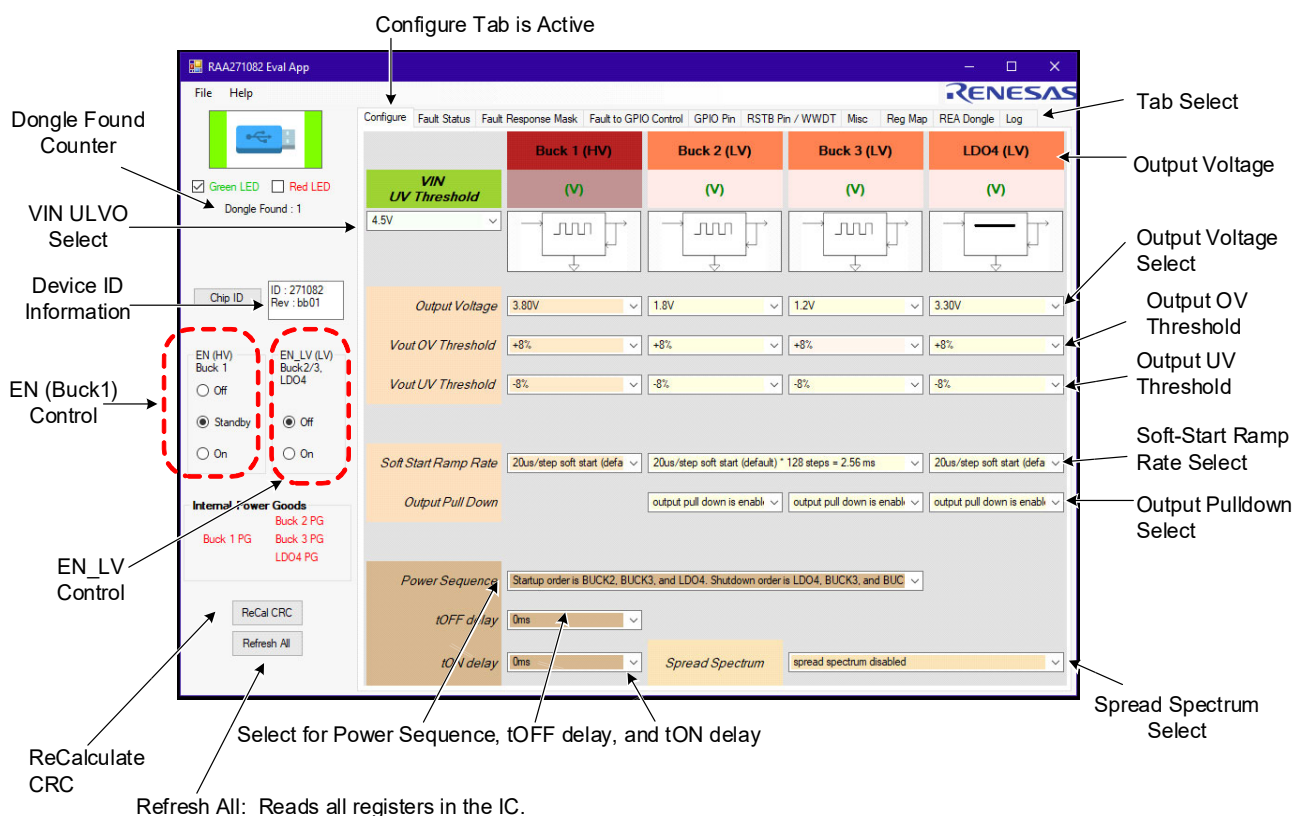 Configure Tab is Active
RAA271082 Eval App
File Help
RENESAS
Configure Fault Status Fault Response Mask Fault to GPIO Control GPIO Pin RSTB Pin / WWDT Misc Reg Map REA Dongle Log
Tab Select
Dongle Found
Counter
Buck 1 (HV) Buck 2 (LV) Buck 3 (LV) LDO4 (LV)
Output Voltage
Green LED Red LED
VIN
UV Threshold
(V) (V) (V) (V)
Dongle Found : 1
VIN ULVO
Select
4.5V
Output Voltage
Select
Device ID
Information
Chip ID
ID : 271082
Rev : bb01
Output Voltage 3.80V 1.8V 1.2V 3.30V
Output OV
Threshold
Vout OV Threshold +8% +8% +8% +8%
Output UV
Threshold
EN (HV)
Buck 1
EN_LV (LV)
Buck2/3,
LDO4
Vout UV Threshold -8% -8% -8% -8%
EN (Buck1)
Control
Off
Standby Off
On On
Soft-Start Ramp
Rate Select
Soft Start Ramp Rate 20us/step soft start (defa 20us/step soft start (default) * 128 steps = 2.56 ms 20us/step soft start (defa
Output Pull Down output pull down is enable output pull down is enable output pull down is enable
Output Pulldown
Select
Internal Power Goods
Buck 2 PG
Buck 1 PG Buck 3 PG
LDO4 PG
EN_LV
Control
Power Sequence Startup order is BUCK2, BUCK3, and LDO4. Shutdown order is LDO4, BUCK3, and BUC
ReCal CRC
tOFF delay 0ms
Refresh All
tON delay 0ms Spread Spectrum spread spectrum disabled
Spread Spectrum
Select
Select for Power Sequence, tOFF delay, and tON delay
ReCalculate
CRC
Refresh All: Reads all registers in the IC.